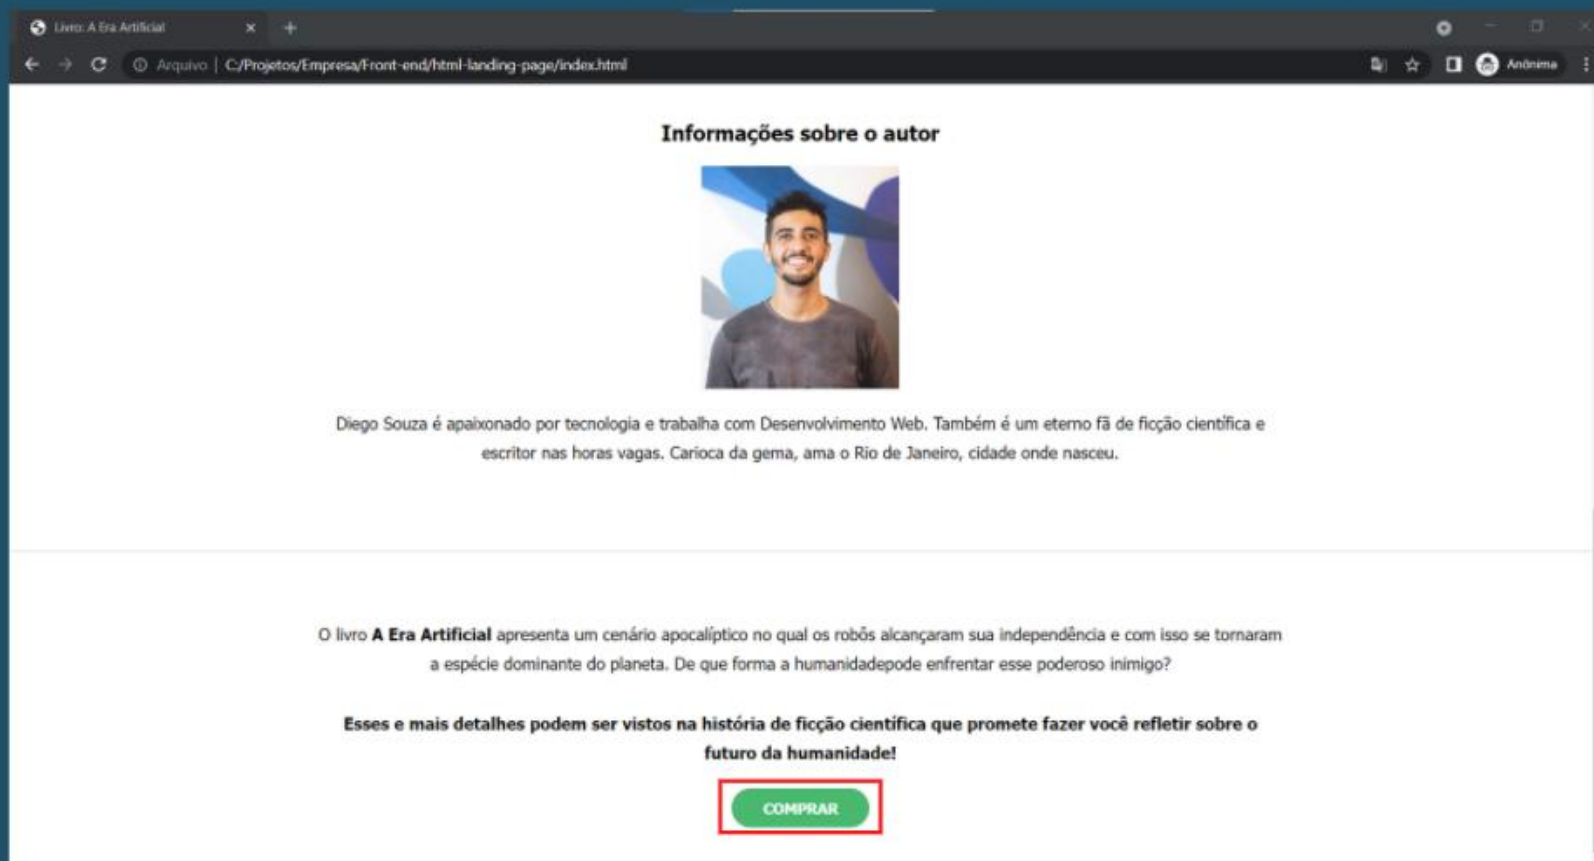 Livro: A Era Artificial
Arquivo | C:/Projetos/Empresa/Front-end/html-landing-page/index.html
Anônima
Informações sobre o autor
Diego Souza é apaixonado por tecnologia e trabalha com Desenvolvimento Web. Também é um eterno fã de ficção científica e
escritor nas horas vagas. Carioca da gema, ama o Rio de Janeiro, cidade onde nasceu.
O livro A Era Artificial apresenta um cenário apocalíptico no qual os robôs alcançaram sua independência e com isso se tornaram
a espécie dominante do planeta. De que forma a humanidadepode enfrentar esse poderoso inimigo?
Esses e mais detalhes podem ser vistos na história de ficção científica que promete fazer você refletir sobre o
futuro da humanidade!
COMPRAR